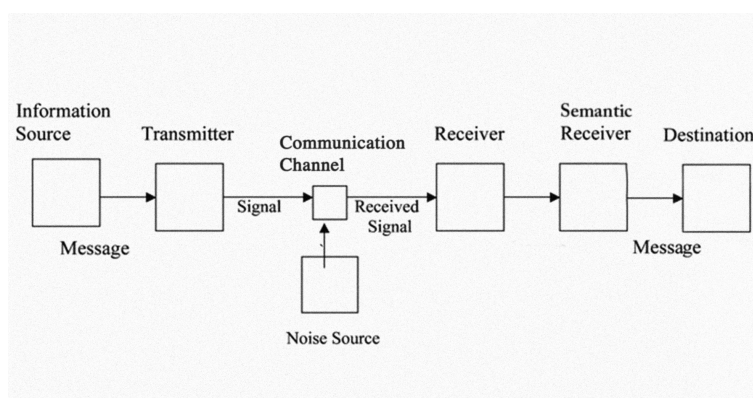 Information
Source
Transmitter
Communication
Channel
Receiver
Semantic
Receiver
Destination
Signal
Received
Signal
Message
Message
Noise Source